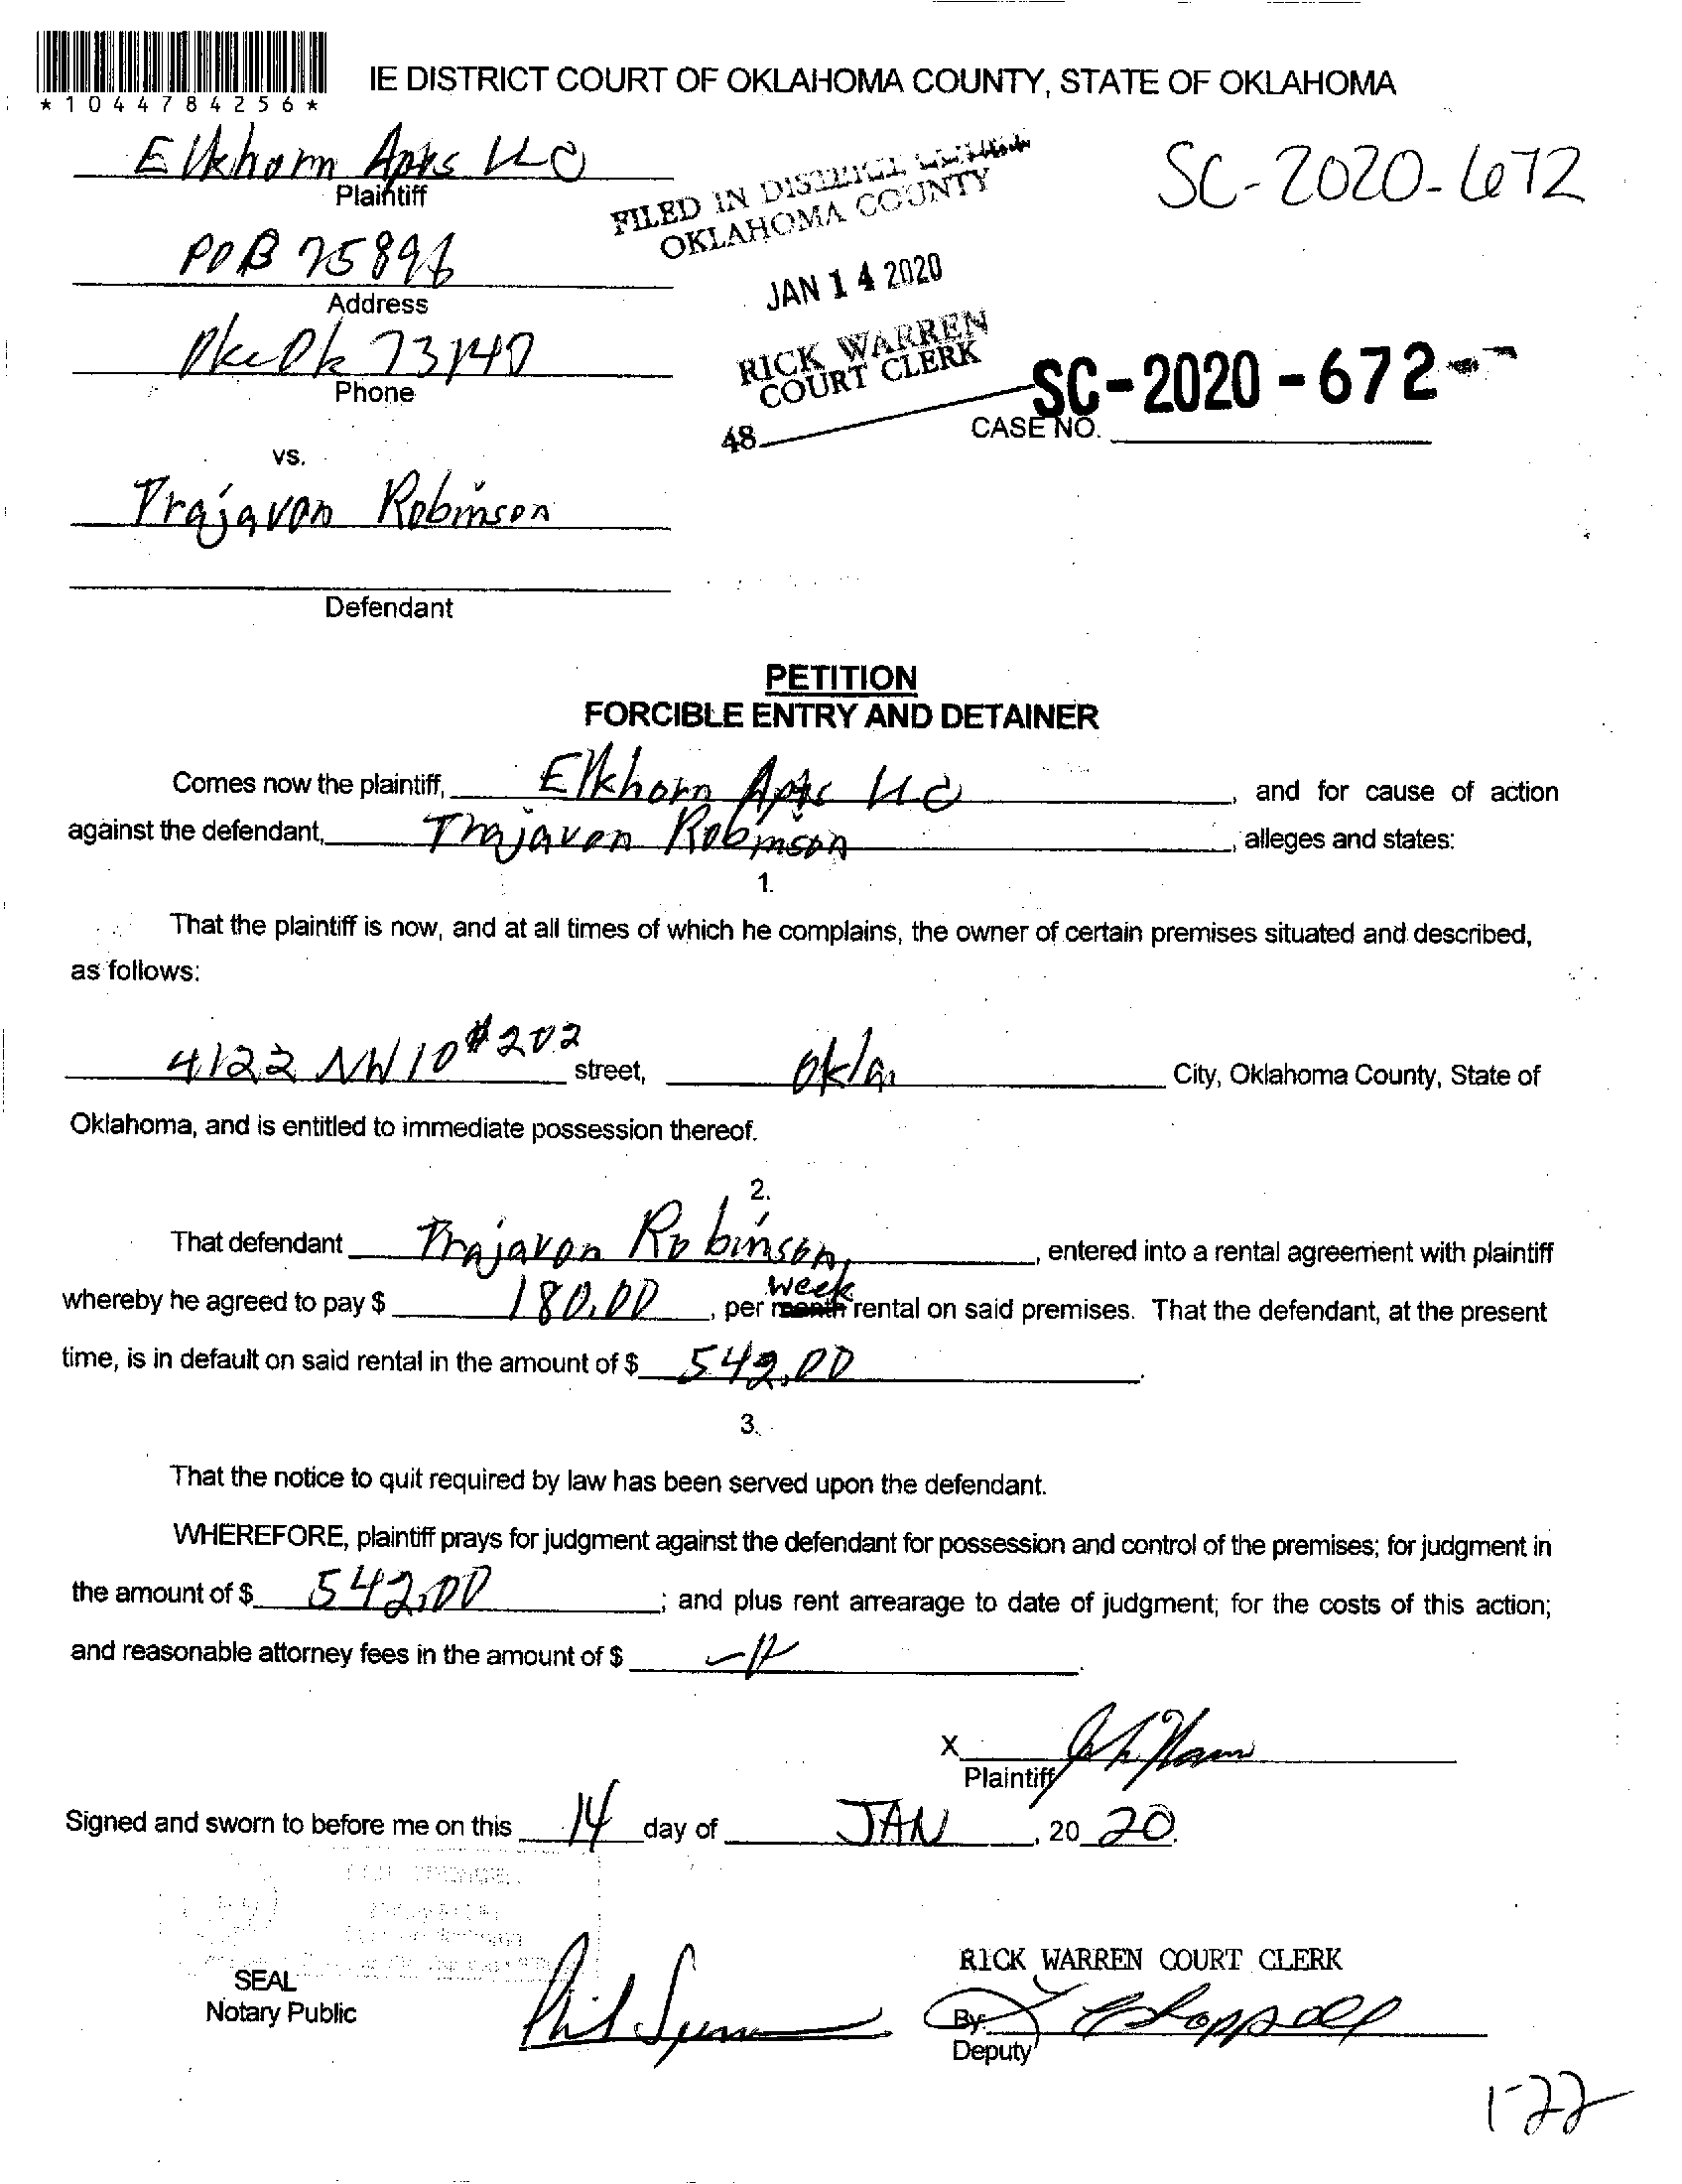 *1044784256*
IE DISTRICT COURT OF OKLAHOMA COUNTY, STATE OF OKLAHOMA
Elkhorn Apts LLC
Plaintiff
FILED IN DISTRICT COURT
OKLAHOMA COUNTY
SC-2020-672
POB 75896
Address
JAN 14 2020
OkcOk 73147
Phone
RICK WARREN
COURT CLERK
48
SC-2020-672--
CASE NO.
vs.
Trajavon Robinson
Defendant
PETITION
FORCIBLE ENTRY AND DETAINER
Comes now the plaintiff, Elkhorn Apts LLC, and for cause of action
against the defendant, Trajavon Robinson, alleges and states:
1.
That the plaintiff is now, and at all times of which he complains, the owner of certain premises situated and described,
as follows:
4122 NW 10 #202 street, Okla. City, Oklahoma County, State of
Oklahoma, and is entitled to immediate possession thereof.
2.
That defendant Trajavon Robinson, entered into a rental agreement with plaintiff
week
whereby he agreed to pay $ 180.00, per month rental on said premises. That the defendant, at the present
time, is in default on said rental in the amount of $ 542.00.
3.
That the notice to quit required by law has been served upon the defendant.
WHEREFORE, plaintiff prays for judgment against the defendant for possession and control of the premises; for judgment in
the amount of $ 542.00; and plus rent arrearage to date of judgment; for the costs of this action;
and reasonable attorney fees in the amount of $
X
Plaintiff
Signed and sworn to before me on this 14 day of JAN, 20 20.
RICK WARREN COURT CLERK
SEAL
Notary Public
By:
Deputy
1-22